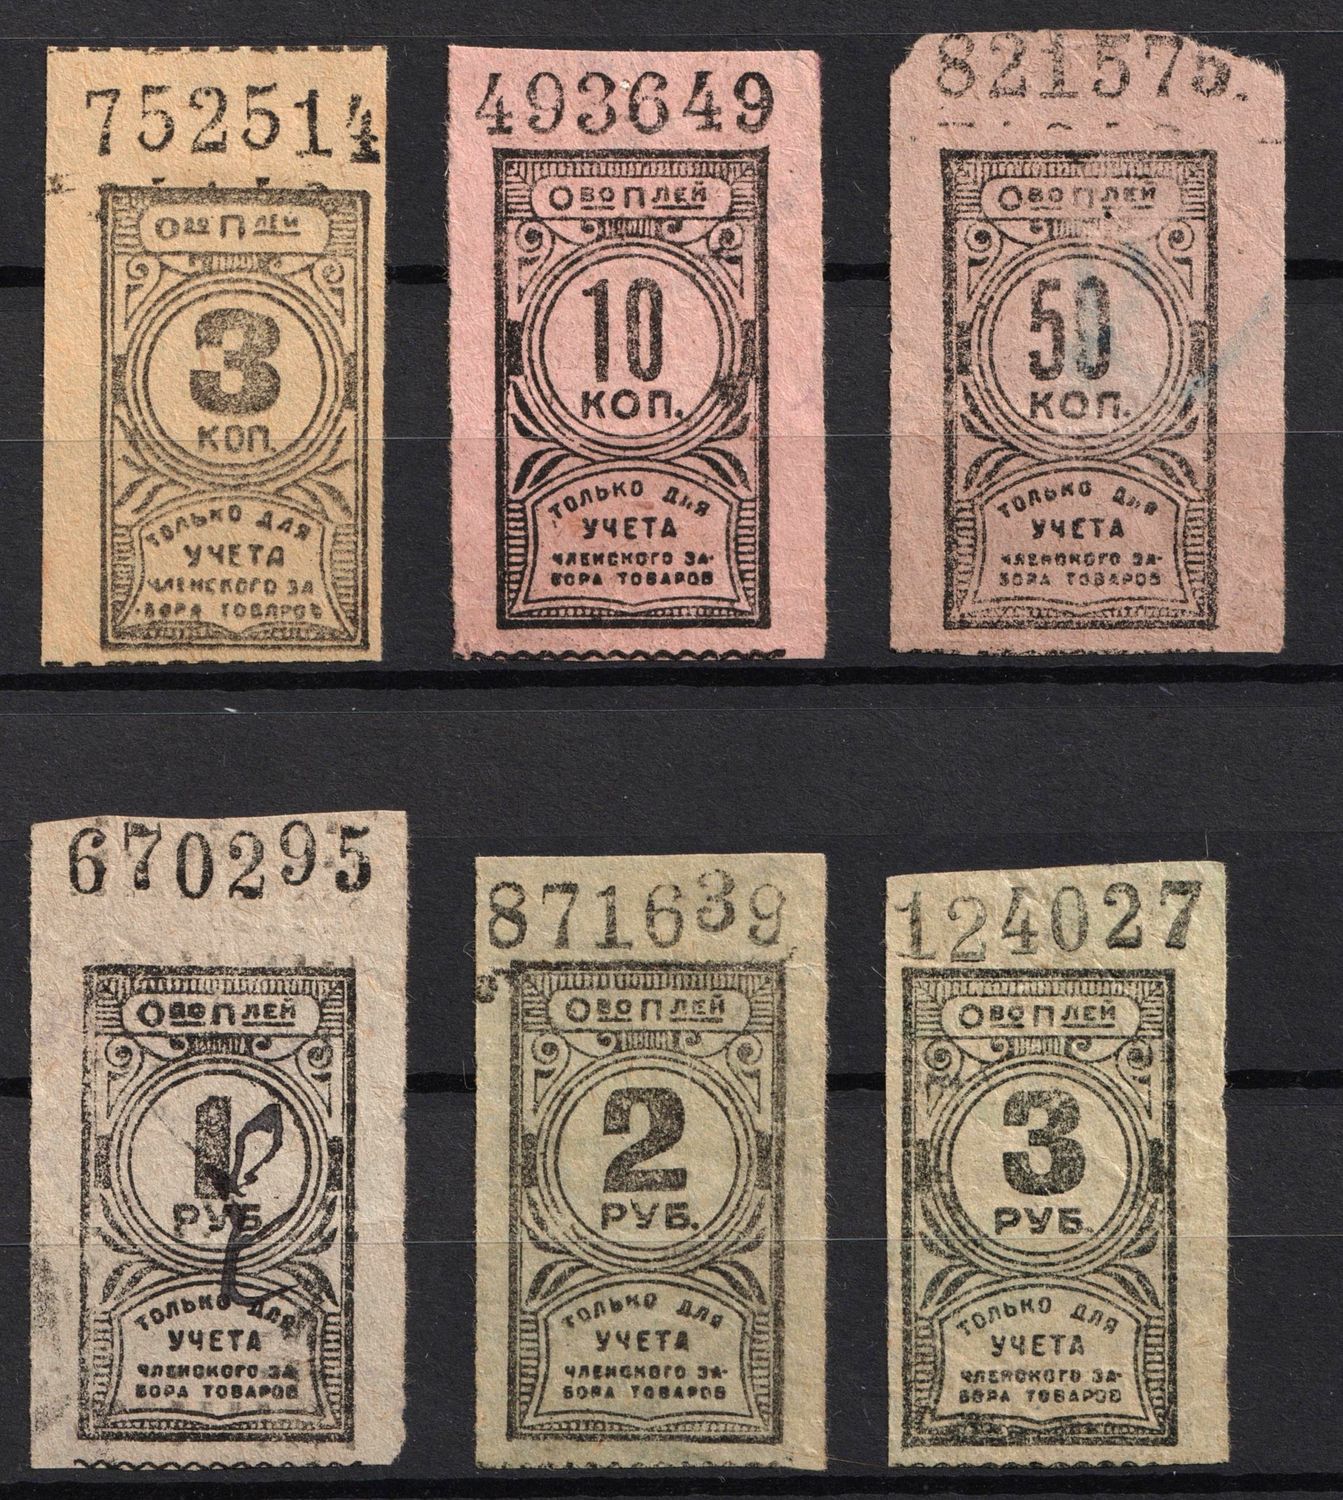 752514
ОвоПлей
3
КОП.
ТОЛЬКО ДЛЯ
УЧЕТА
ЧЛЕНСКОГО ЗА
БОРА ТОВАРОВ
493649
ОвоПлей
10
КОП.
ТОЛЬКО ДЛЯ
УЧЕТА
ЧЛЕНСКОГО ЗА-
БОРА ТОВАРОВ
821575.
ОвоПлей
50
КОП.
ТОЛЬКО ДЛЯ
УЧЕТА
ЧЛЕНСКОГО ЗА-
БОРА ТОВАРОВ
670295
ОвоПлей
1
РУБ
ТОЛЬКО ДЛЯ
УЧЕТА
ЧЛЕНСКОГО ЗА-
БОРА ТОВАРОВ
871639
ОвоПлей
2
РУБ.
ТОЛЬКО ДЛЯ
УЧЕТА
ЧЛЕНСКОГО ЗА-
БОРА ТОВАРОВ
124027
ОвоПлей
3
РУБ.
ТОЛЬКО ДЛЯ
УЧЕТА
ЧЛЕНСКОГО ЗА-
БОРА ТОВАРОВ